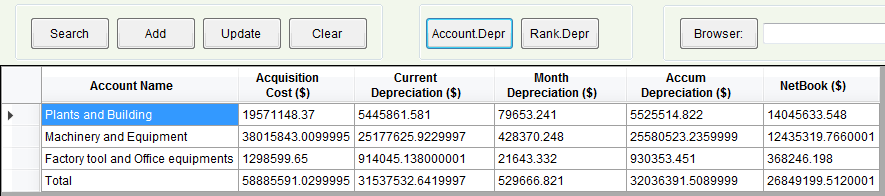 Search Add Update Clear Account.Depr Rank.Depr Browser:
Account Name Acquisition Cost ($) Current Depreciation ($) Month Depreciation ($) Accum Depreciation ($) NetBook ($)
Plants and Building 19571148.37 5445861.581 79653.241 5525514.822 14045633.548
Machinery and Equipment 38015843.0099995 25177625.9229997 428370.248 25580523.2359999 12435319.7660001
Factory tool and Office equipments 1298599.65 914045.138000001 21643.332 930353.451 368246.198
Total 58885591.0299995 31537532.6419997 529666.821 32036391.5089999 26849199.5120001